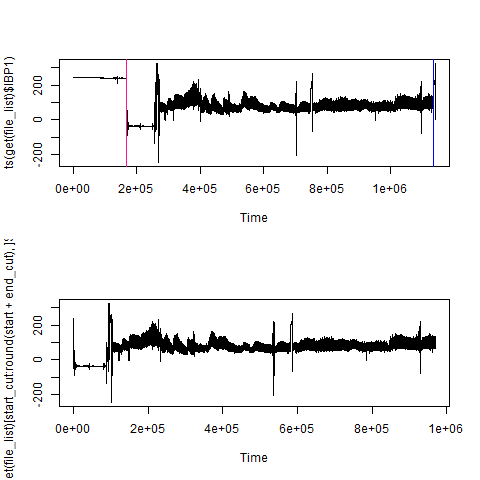 ts(get(file_list)$IBP1)
200
0
-200
0e+00 2e+05 4e+05 6e+05 8e+05 1e+06
Time
et(file_list)[start_cut:round(start + end_cut), ]$
200
0
-200
0e+00 2e+05 4e+05 6e+05 8e+05 1e+06
Time